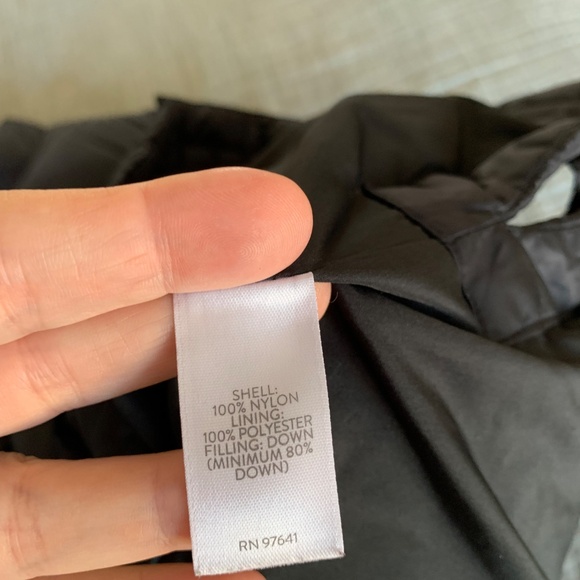 SHELL:
100% NYLON
LINING:
100% POLYESTER
FILLING: DOWN
(MINIMUM 80%
DOWN)
RN 97641